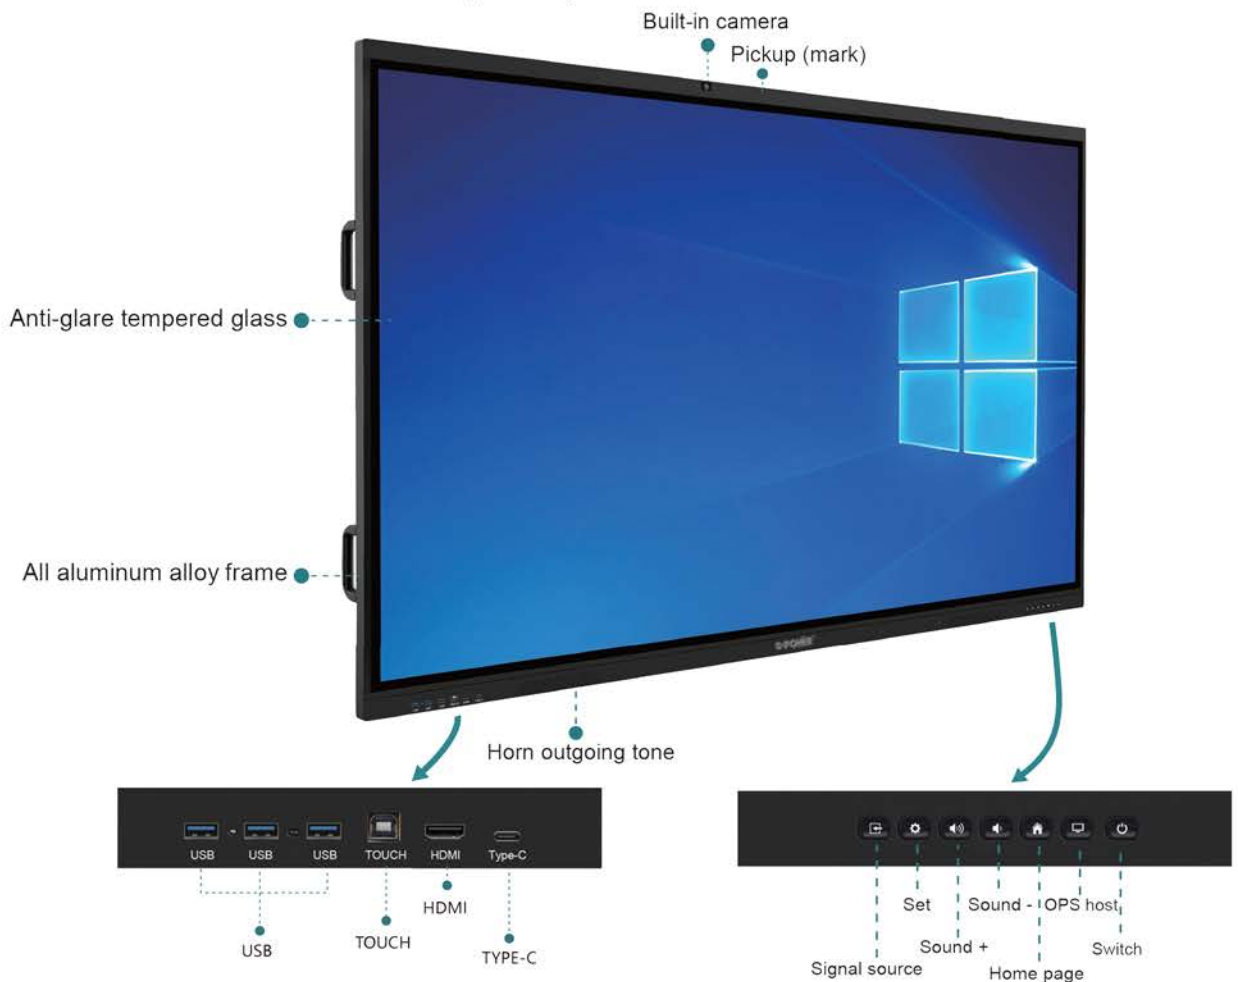 Built-in camera
Pickup (mark)
Anti-glare tempered glass
All aluminum alloy frame
Horn outgoing tone
USB USB USB TOUCH HDMI Type-C
HDMI
USB
TOUCH
TYPE-C
Set
Sound - OPS host
Sound +
Switch
Signal source
Home page